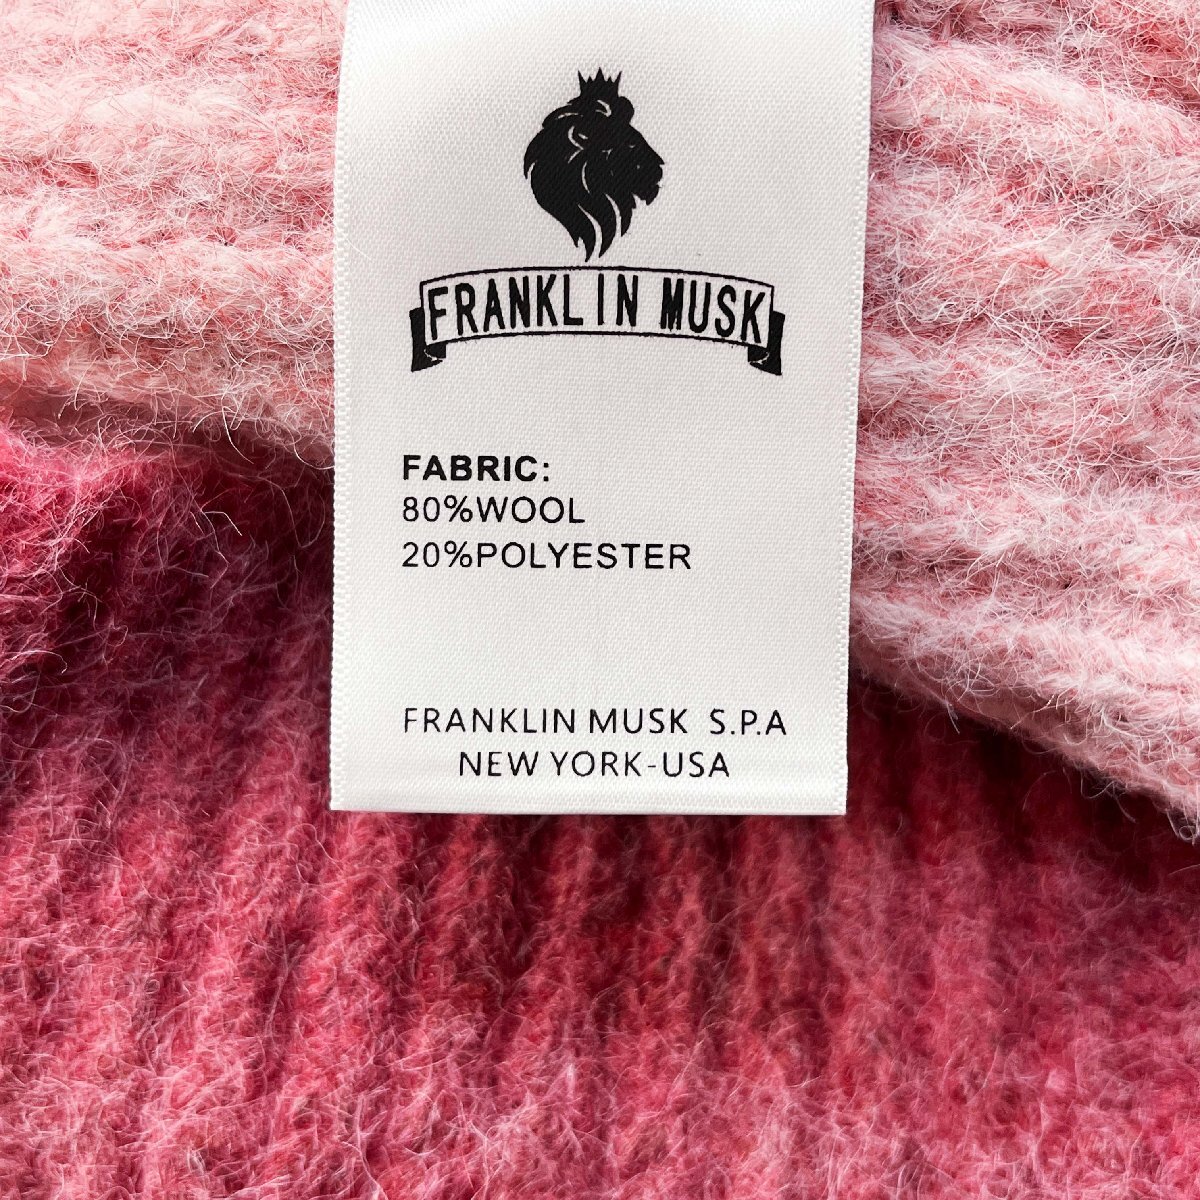 FRANKLIN MUSK
FABRIC:
80%WOOL
20%POLYESTER
FRANKLIN MUSK S.P.A
NEW YORK-USA